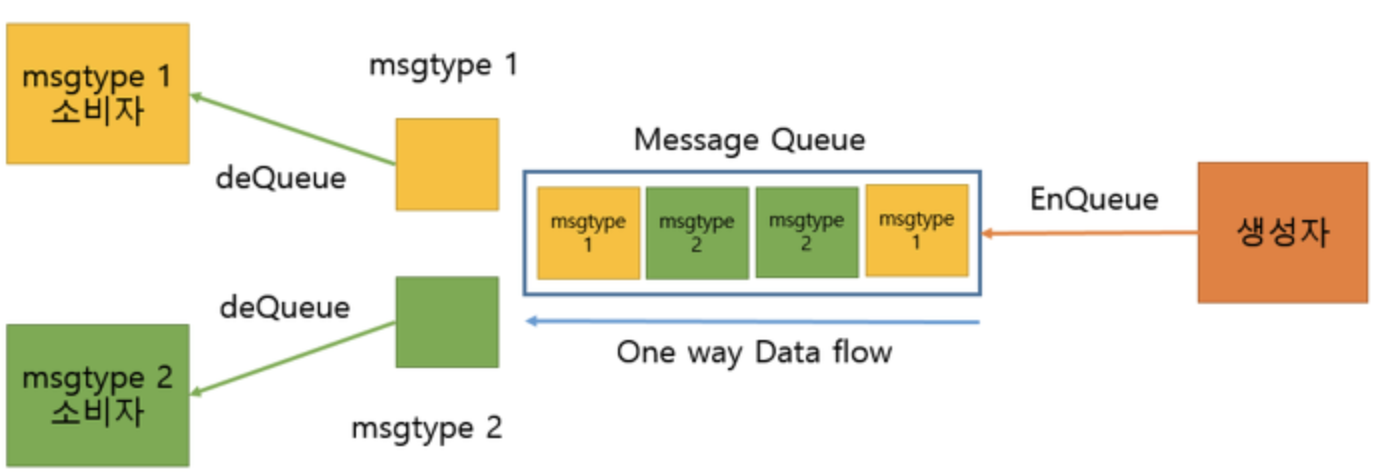 msgtype 1
소비자
deQueue
msgtype 1
deQueue
msgtype 2
소비자
msgtype 2
Message Queue
msgtype
1
msgtype
2
msgtype
2
msgtype
1
One way Data flow
EnQueue
생성자